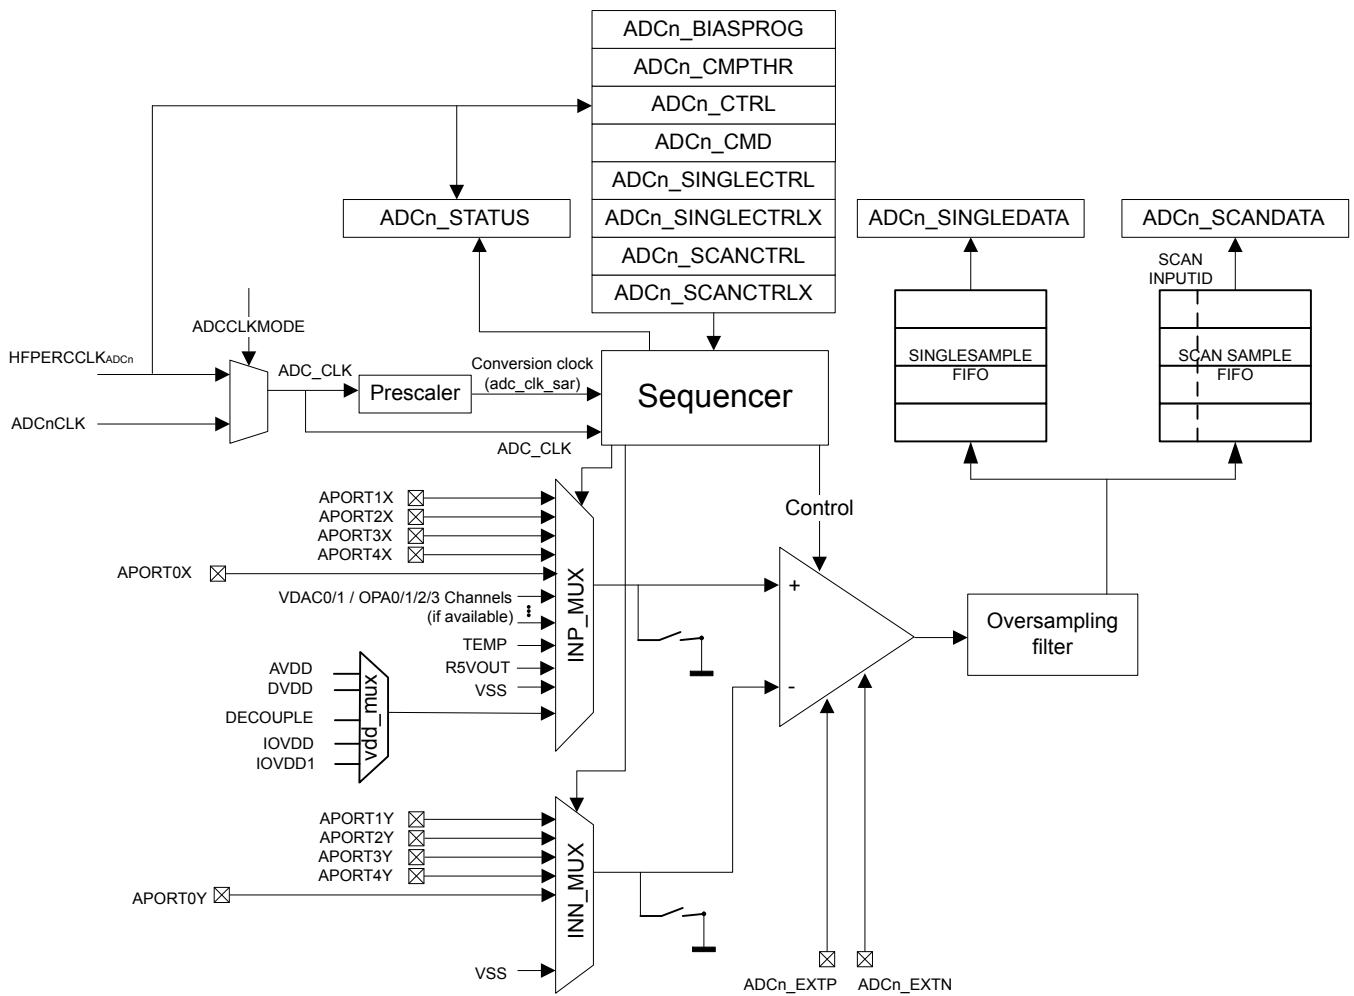 ADCn_BIASPROG
ADCn_CMPTHR
ADCn_CTRL
ADCn_CMD
ADCn_SINGLECTRL
ADCn_SINGLECTRLX
ADCn_SCANCTRL
ADCn_SCANCTRLX
ADCn_STATUS
ADCn_SINGLEDATA
ADCn_SCANDATA
SCAN
INPUTID
SINGLESAMPLE
FIFO
SCAN SAMPLE
FIFO
ADCCLKMODE
HFPERCCLKADCn
ADCnCLK
ADC_CLK
Prescaler
Conversion clock
(adc_clk_sar)
ADC_CLK
Sequencer
Control
APORT1X
APORT2X
APORT3X
APORT4X
APORT0X
VDAC0/1 / OPA0/1/2/3 Channels
(if available)
TEMP
R5VOUT
VSS
INP_MUX
AVDD
DVDD
DECOUPLE
IOVDD
IOVDD1
vdd_mux
+
-
Oversampling
filter
APORT1Y
APORT2Y
APORT3Y
APORT4Y
APORT0Y
VSS
INN_MUX
ADCn_EXTP
ADCn_EXTN